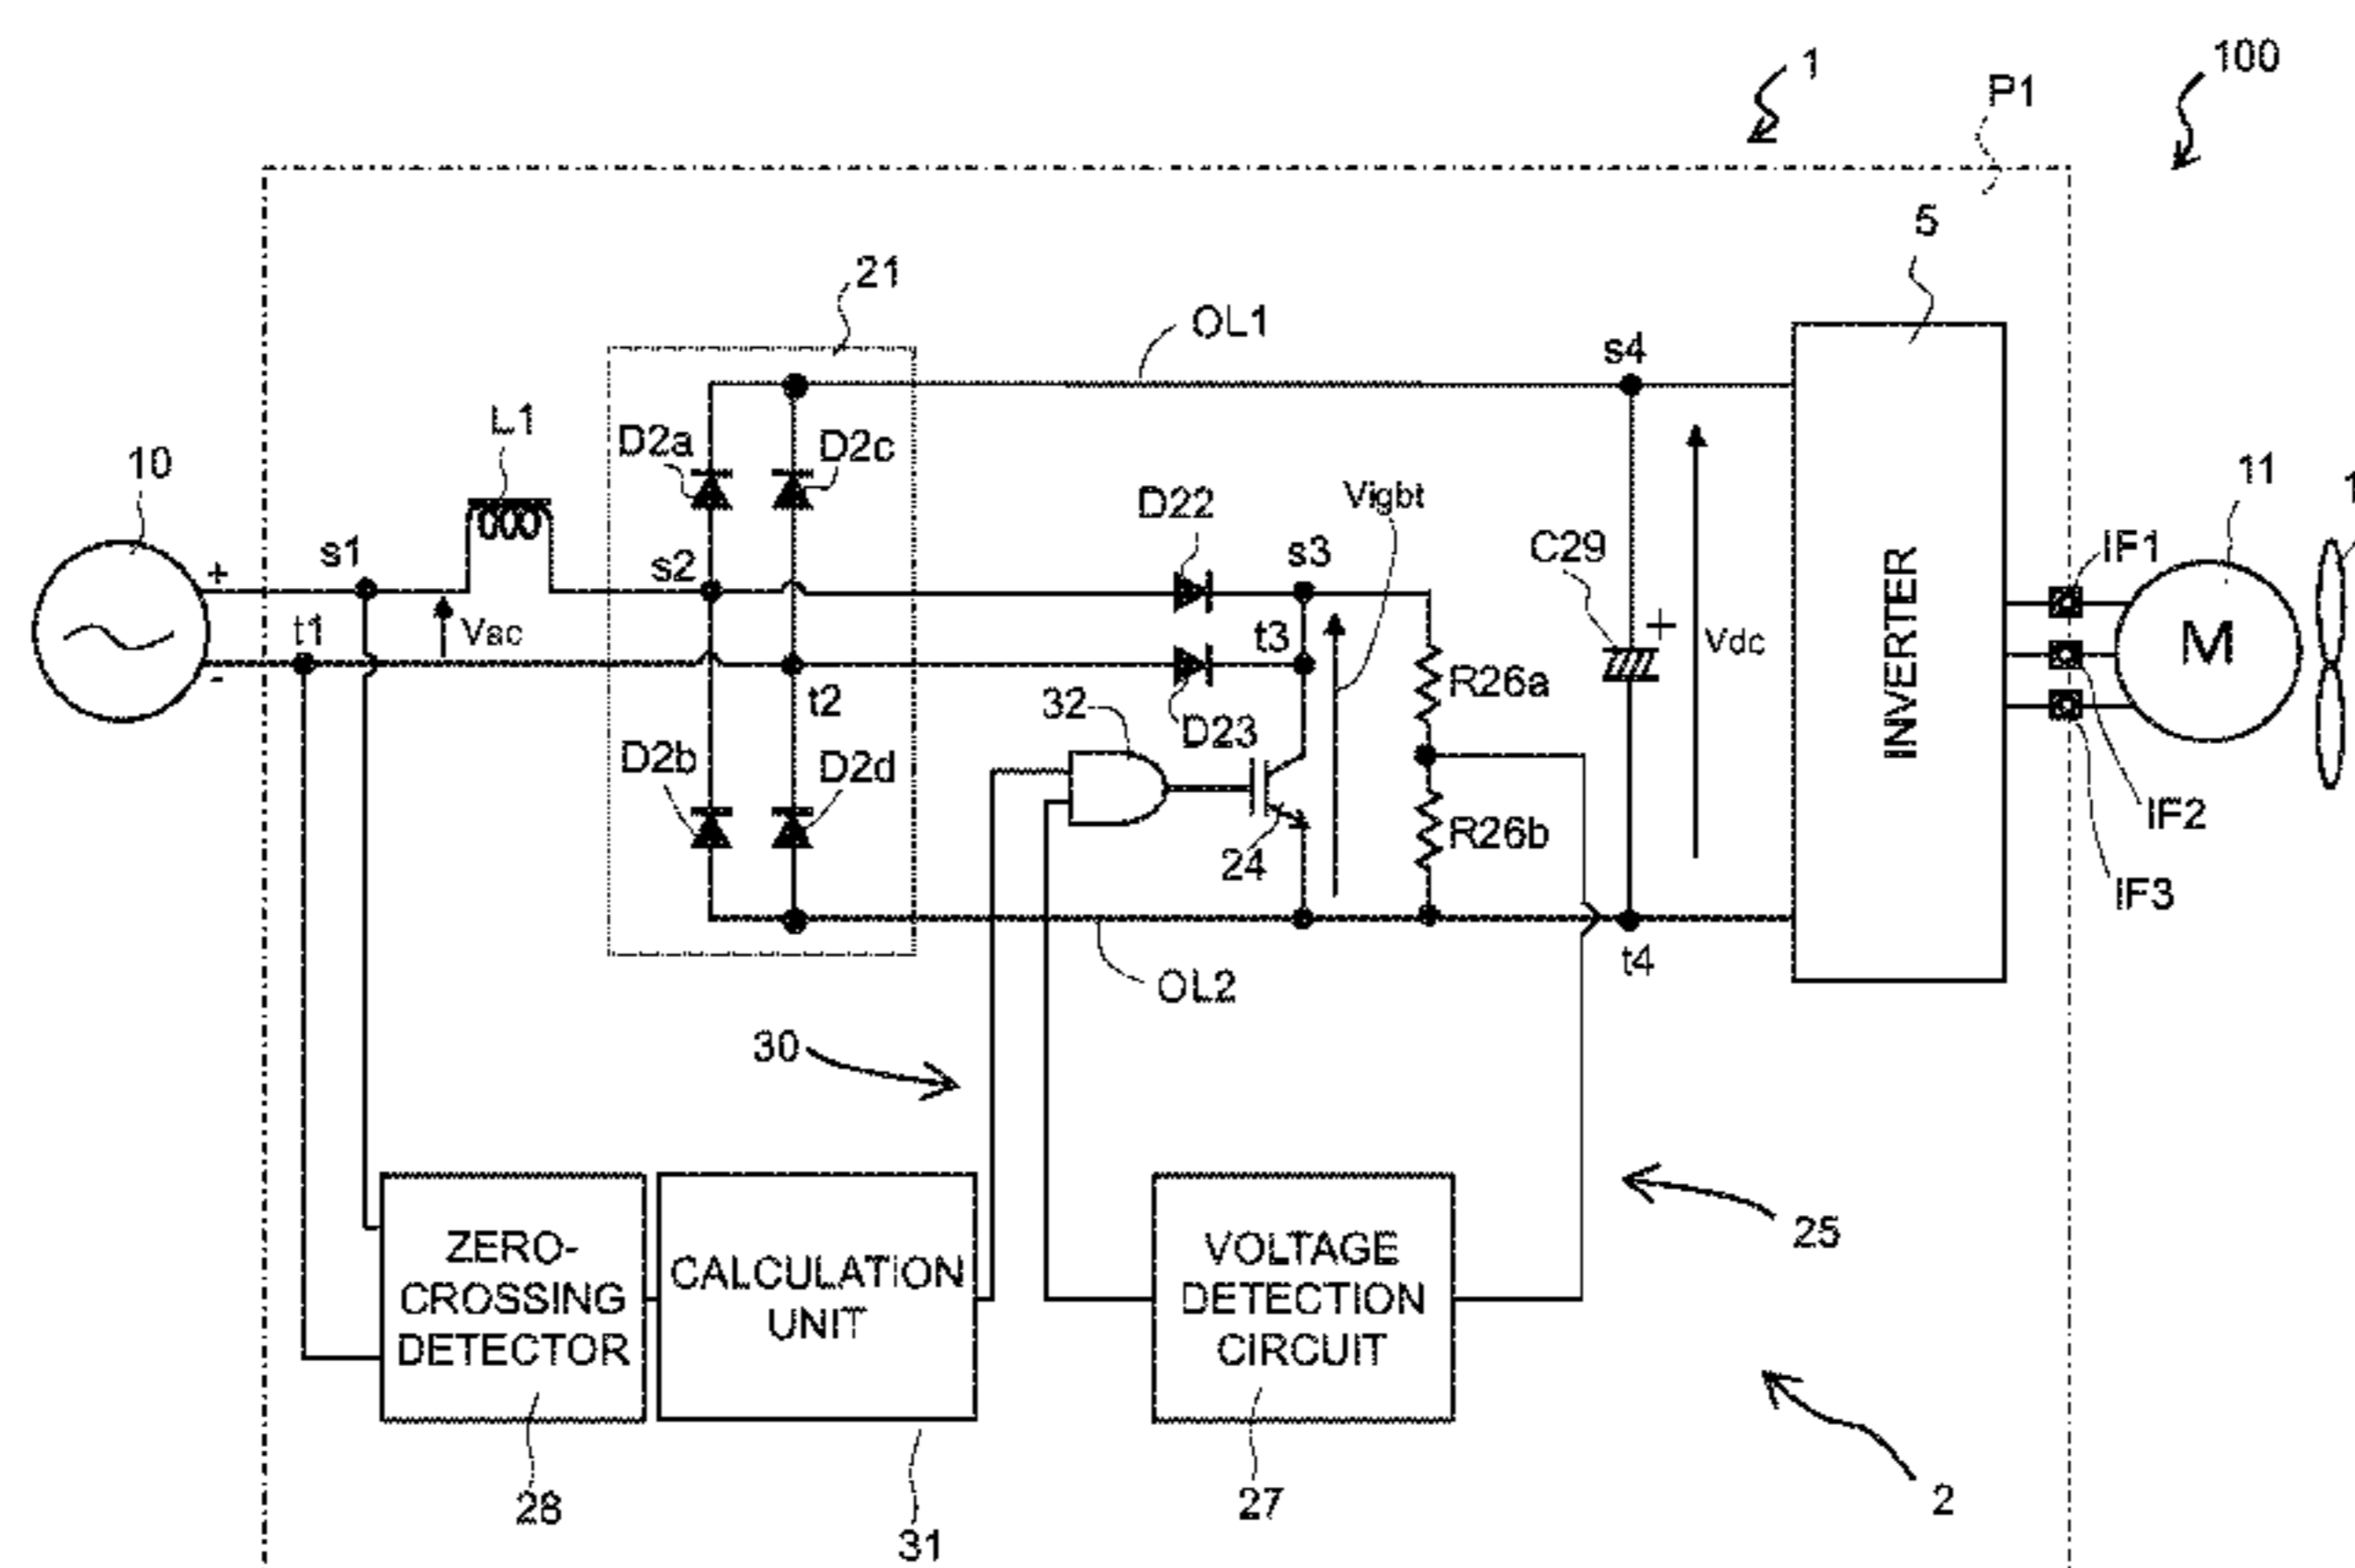 1
100
P1
5
21
OL1
s4
L1
D2a
D2c
10
Vigbt
11
D22
C29
s1
s2
s3
IF1
+
Vac
t1
t3
+
Vdc
INVERTER
M
-
t2
32
R26a
D23
D2b
D2d
R26b
24
IF2
IF3
OL2
t4
30
25
ZERO-
CROSSING
DETECTOR
CALCULATION
UNIT
VOLTAGE
DETECTION
CIRCUIT
28
31
27
2